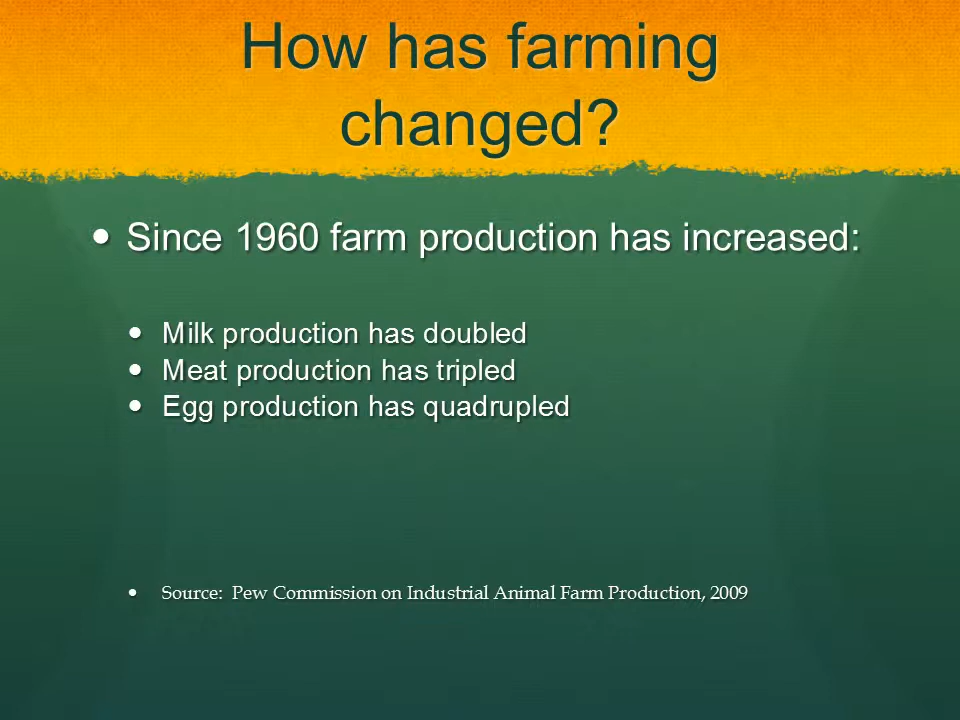 How has farming
changed?
• Since 1960 farm production has increased:
• Milk production has doubled
• Meat production has tripled
• Egg production has quadrupled
• Source:  Pew Commission on Industrial Animal Farm Production, 2009